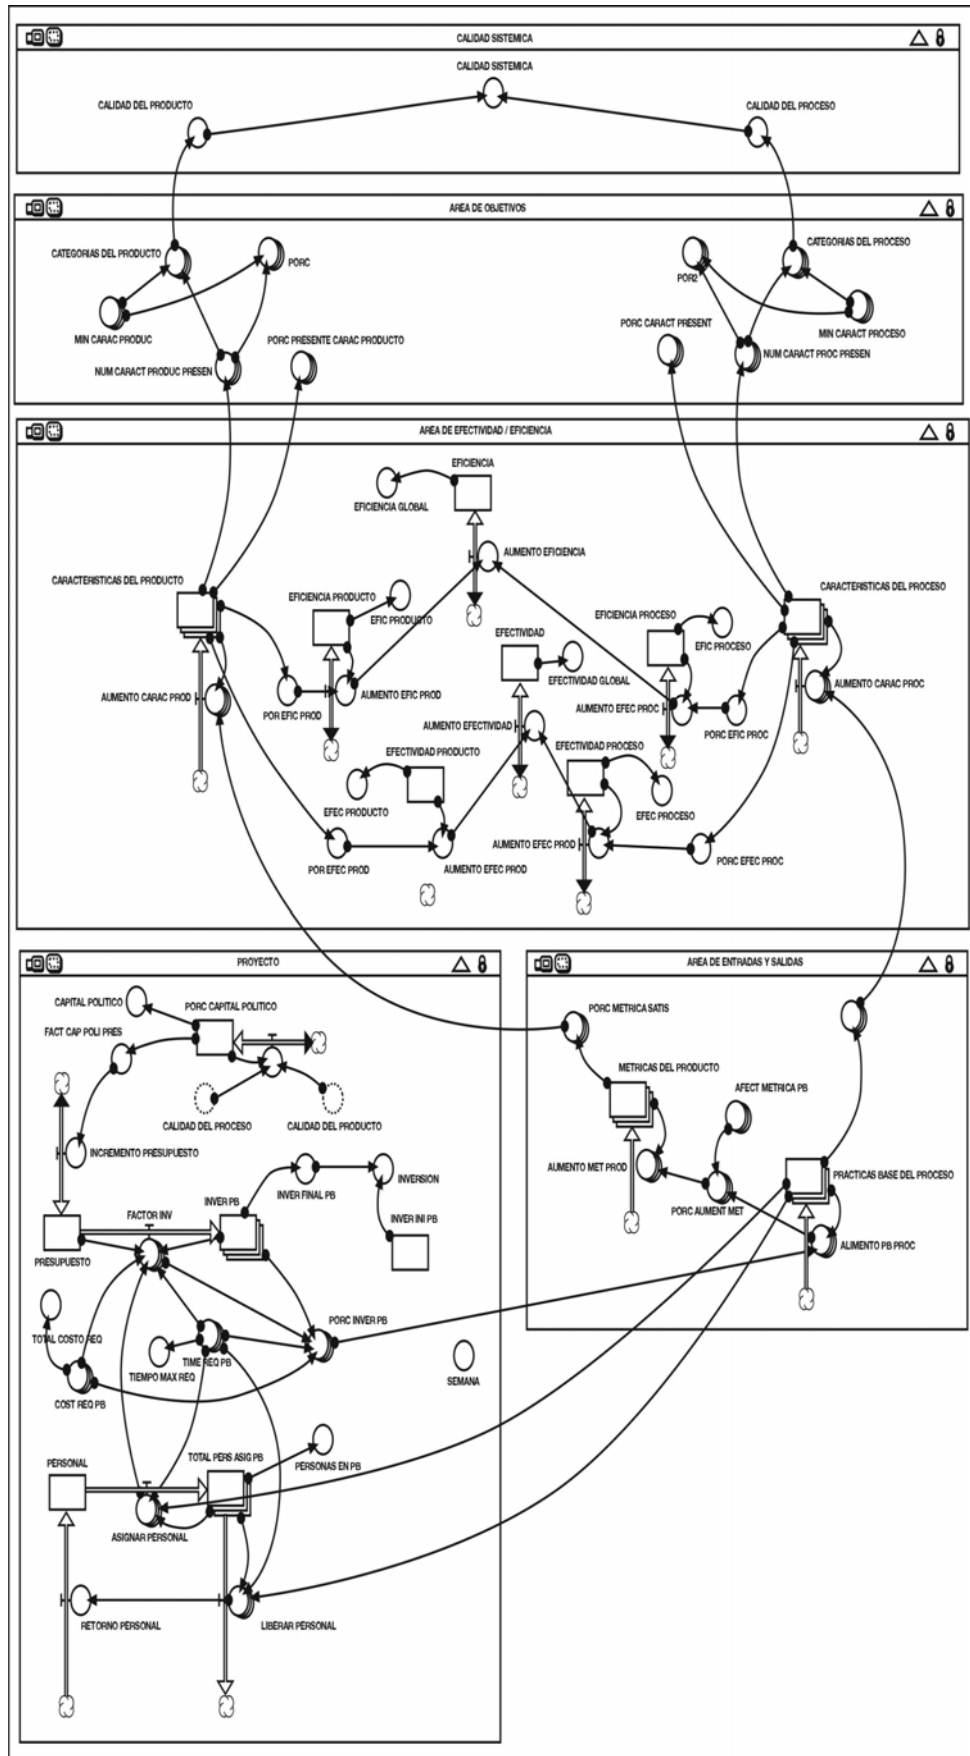 CALIDAD SISTEMICA
CALIDAD SISTEMICA
CALIDAD DEL PRODUCTO
CALIDAD DEL PROCESO
AREA DE OBJETIVOS
CATEGORIAS DEL PRODUCTO
PORC
CATEGORIAS DEL PROCESO
POR2
MIN CARAC PRODUC
PORC PRESENTE CARAC PRODUCTO
PORC CARACT PRESENT
MIN CARACT PROCESO
NUM CARACT PRODUC PRESEN
NUM CARACT PROC PRESEN
AREA DE EFECTIVIDAD / EFICIENCIA
EFICIENCIA
EFICIENCIA GLOBAL
AUMENTO EFICIENCIA
CARACTERISTICAS DEL PRODUCTO
CARACTERISTICAS DEL PROCESO
EFICIENCIA PRODUCTO
EFIC PRODUCTO
EFICIENCIA PROCESO
EFIC PROCESO
EFECTIVIDAD
EFECTIVIDAD GLOBAL
AUMENTO CARAC PROD
POR EFIC PROD
AUMENTO EFIC PROD
AUMENTO EFEC PROC
AUMENTO CARAC PROC
AUMENTO EFECTIVIDAD
PORC EFIC PROC
EFECTIVIDAD PRODUCTO
EFECTIVIDAD PROCESO
EFEC PRODUCTO
EFEC PROCESO
AUMENTO EFEC PROD
POR EFEC PROD
AUMENTO EFEC PROD
PORC EFEC PROC
PROYECTO
AREA DE ENTRADAS Y SALIDAS
CAPITAL POLITICO
PORC CAPITAL POLITICO
PORC METRICA SATIS
FACT CAP POLI PRES
METRICAS DEL PRODUCTO
AFECT METRICA PB
CALIDAD DEL PROCESO
CALIDAD DEL PRODUCTO
INCREMENTO PRESUPUESTO
INVER FINAL PB
INVERSION
AUMENTO MET PROD
PRACTICAS BASE DEL PROCESO
FACTOR INV
INVER PB
INVER INI PB
PORC AUMENT MET
PRESUPUESTO
ALIMENTO PB PROC
PORC INVER PB
TOTAL COSTO REQ
TIME REQ PB
TIEMPO MAX REQ
SEMANA
COST REQ PB
PERSONAL
TOTAL PERS ASIG PB
PERSONAS EN PB
ASIGNAR PERSONAL
RETORNO PERSONAL
LIBERAR PERSONAL